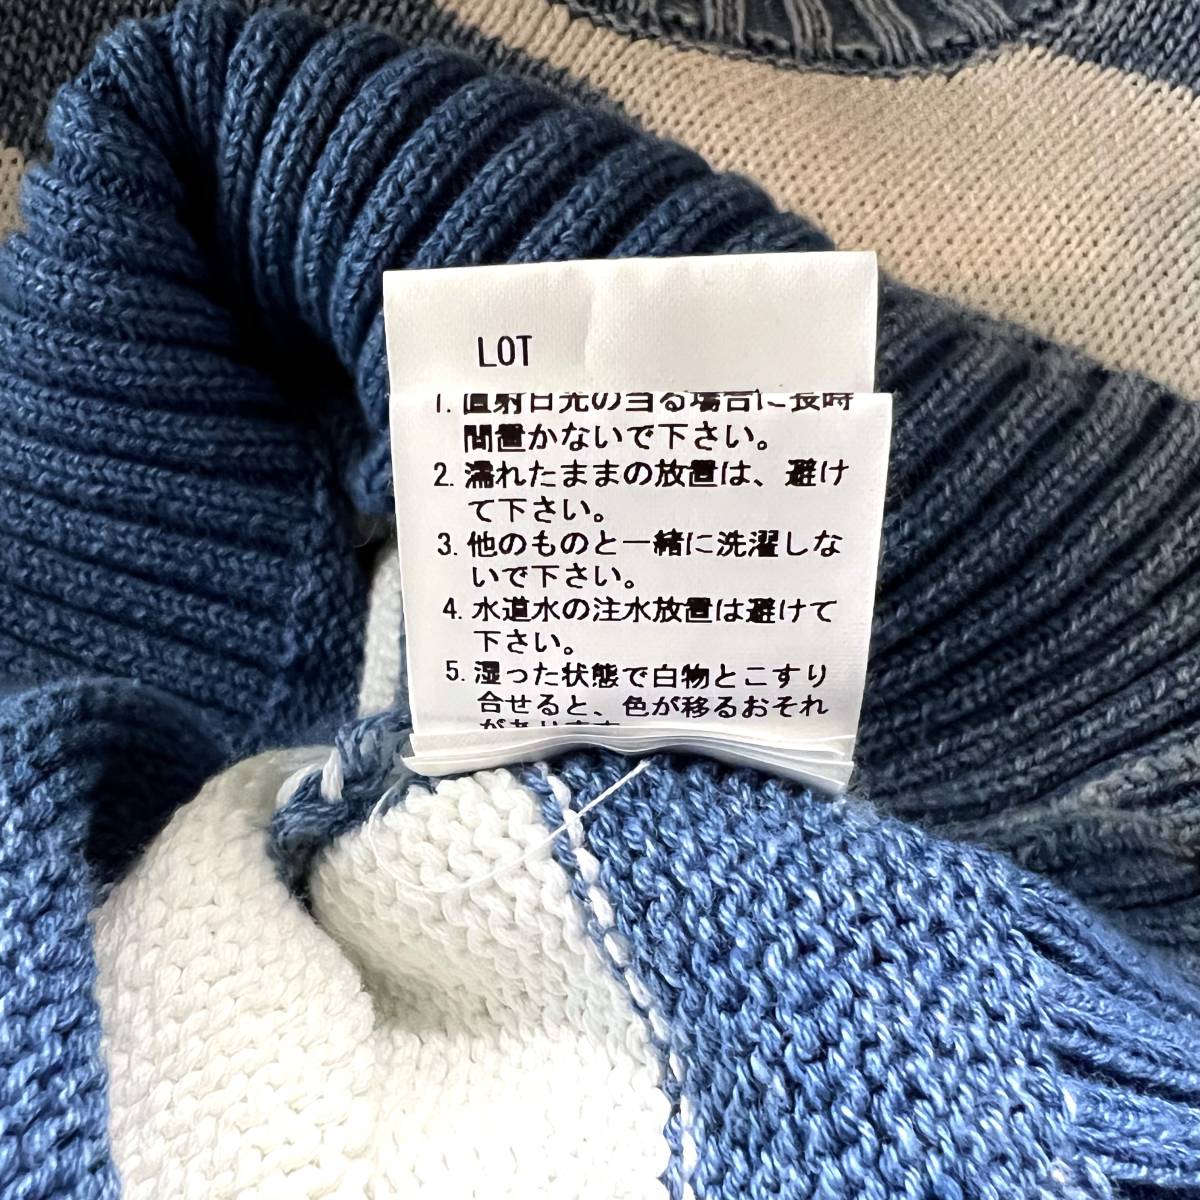 LOT
1. 直射日光の当る場合に長時
間置かないで下さい。
2. 濡れたままの放置は、避け
て下さい。
3. 他のものと一緒に洗濯しな
いで下さい。
4. 水道水の注水放置は避けて
下さい。
5. 湿った状態で白物とこすり
合せると、色が移るおそれ
があります